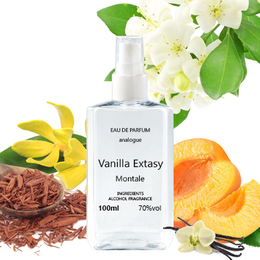 EAU DE PARFUM
analogue
Vanilla Extasy
Montale
INGREDIENTS
ALCOHOL FRAGRANCE
100ml 70%vol